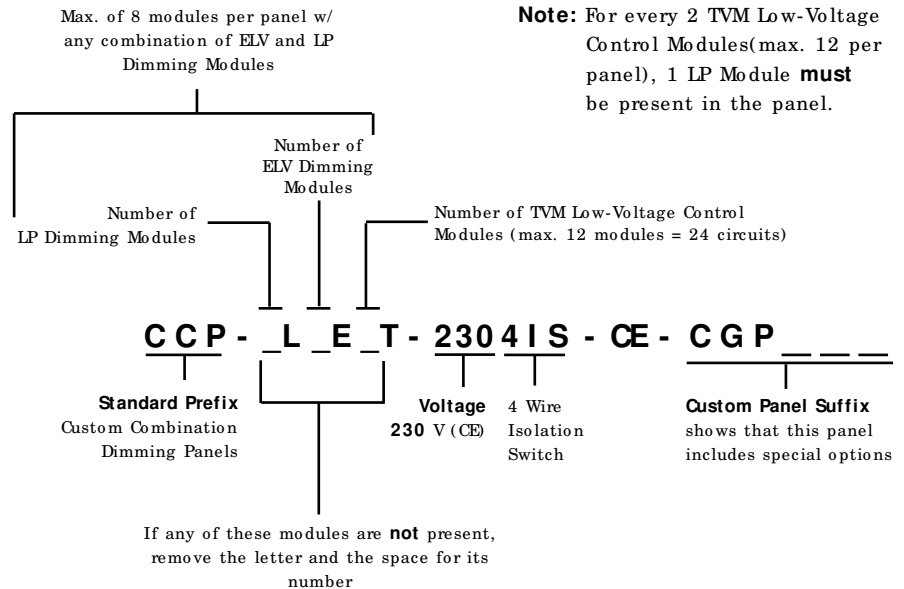 Max. of 8 modules per panel w/
any combination of ELV and LP
Dimming Modules
Note: For every 2 TVM Low-Voltage
Control Modules(max. 12 per
panel), 1 LP Module must
be present in the panel.
Number of
ELV Dimming
Modules
Number of
LP Dimming Modules
Number of TVM Low-Voltage Control
Modules (max. 12 modules = 24 circuits)
CCP - _L _E _T - 2304IS - CE - CGP _ _ _
Standard Prefix
Custom Combination
Dimming Panels
Voltage
230 V (CE)
4 Wire
Isolation
Switch
Custom Panel Suffix
shows that this panel
includes special options
If any of these modules are not present,
remove the letter and the space for its
number